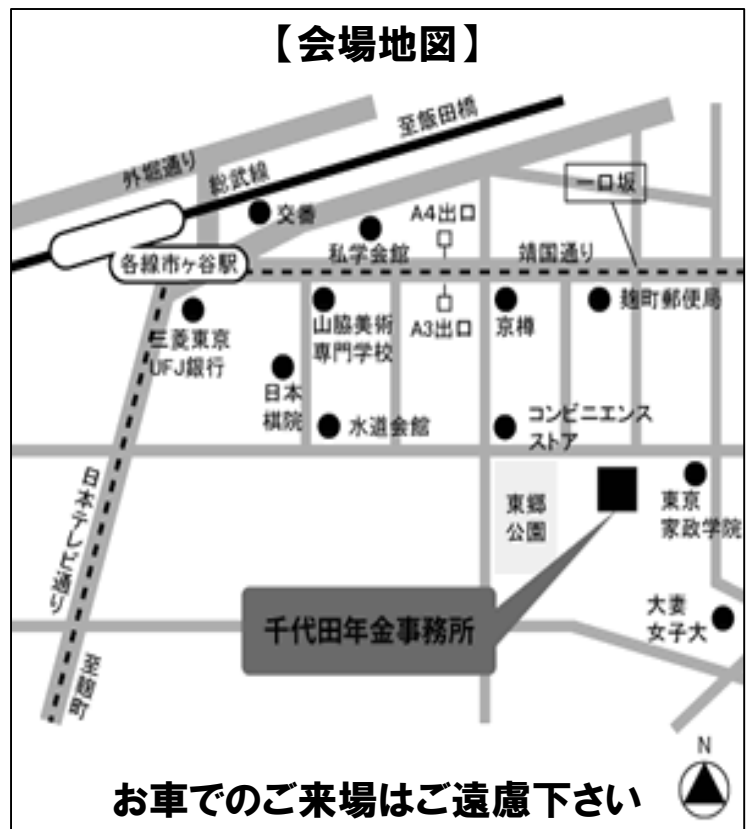 【会場地図】
至飯田橋
外堀通り
総武線
一口坂
交番
A4出口
私学会館
靖国通り
各線市ヶ谷駅
三菱東京
UFJ銀行
山脇美術
専門学校
A3出口
京樽
麹町郵便局
日本
棋院
水道会館
コンビニエンス
ストア
日本テレビ通り
東郷
公園
東京
家政学院
千代田年金事務所
大妻
女子大
至麹町
N
お車でのご来場はご遠慮下さい